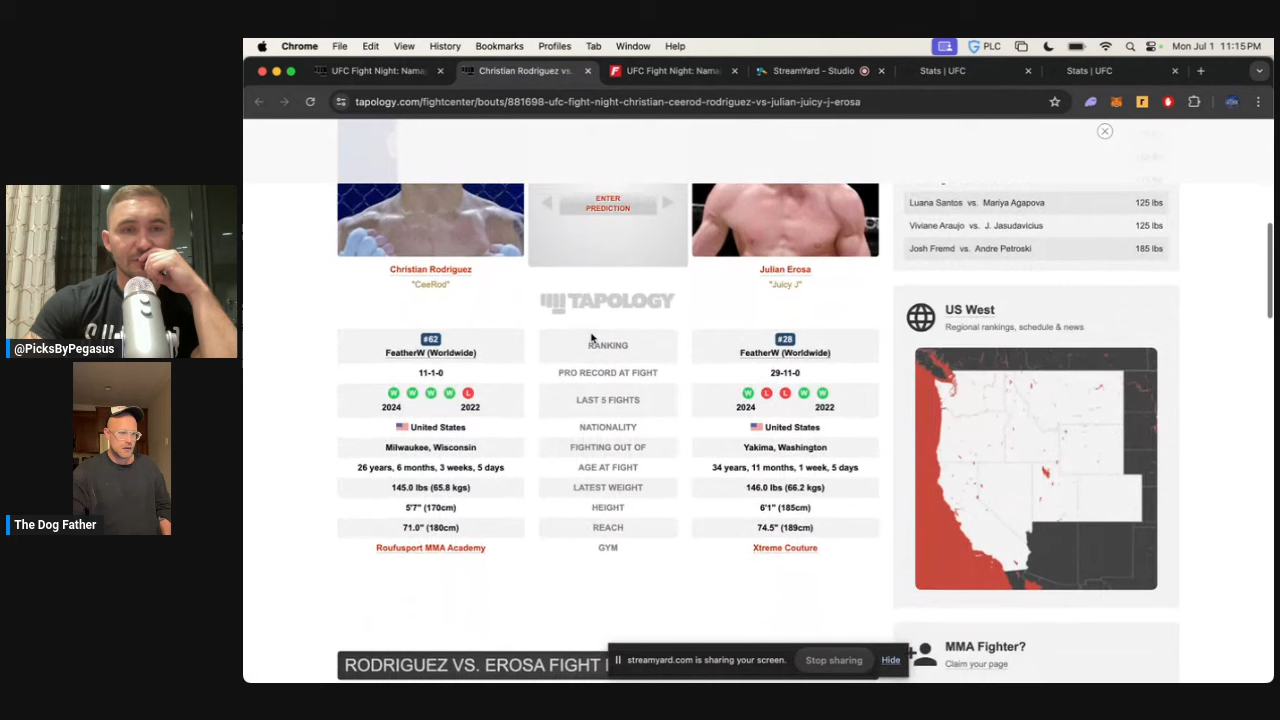 Chrome File Edit View History Bookmarks Profiles Tab Window Help
PLC Mon Jul 1 11:15PM
UFC Fight Night: Nama × Christian Rodriguez vs. × UFC Fight Night: Nama × StreamYard - Studio × Stats | UFC × Stats | UFC × +
tapology.com/fightcenter/bouts/881698-ufc-fight-night-christian-ceerod-rodriguez-vs-julian-juicy-j-erosa
ENTER
PREDICTION
Luana Santos vs. Mariya Agapova 125 lbs
Viviane Araujo vs. J. Jasudavicius 125 lbs
Josh Fremd vs. Andre Petroski 185 lbs
Christian Rodriguez
"CeeRod"
Julian Erosa
"Juicy J"
TAPOLOGY
US West
Regional rankings, schedule & news
#62
FeatherW (Worldwide)
RANKING
#28
FeatherW (Worldwide)
11-1-0 PRO RECORD AT FIGHT 29-11-0
W W W W L
2024 2022
LAST 5 FIGHTS
W L L W W
2024 2022
United States NATIONALITY United States
Milwaukee, Wisconsin FIGHTING OUT OF Yakima, Washington
26 years, 6 months, 3 weeks, 5 days AGE AT FIGHT 34 years, 11 months, 1 week, 5 days
145.0 lbs (65.8 kgs) LATEST WEIGHT 146.0 lbs (66.2 kgs)
5'7" (170cm) HEIGHT 6'1" (185cm)
71.0" (180cm) REACH 74.5" (189cm)
Roufusport MMA Academy GYM Xtreme Couture
MMA Fighter?
Claim your page
RODRIGUEZ VS. EROSA FIGHT
streamyard.com is sharing your screen. Stop sharing Hide
@PicksByPegasus
The Dog Father